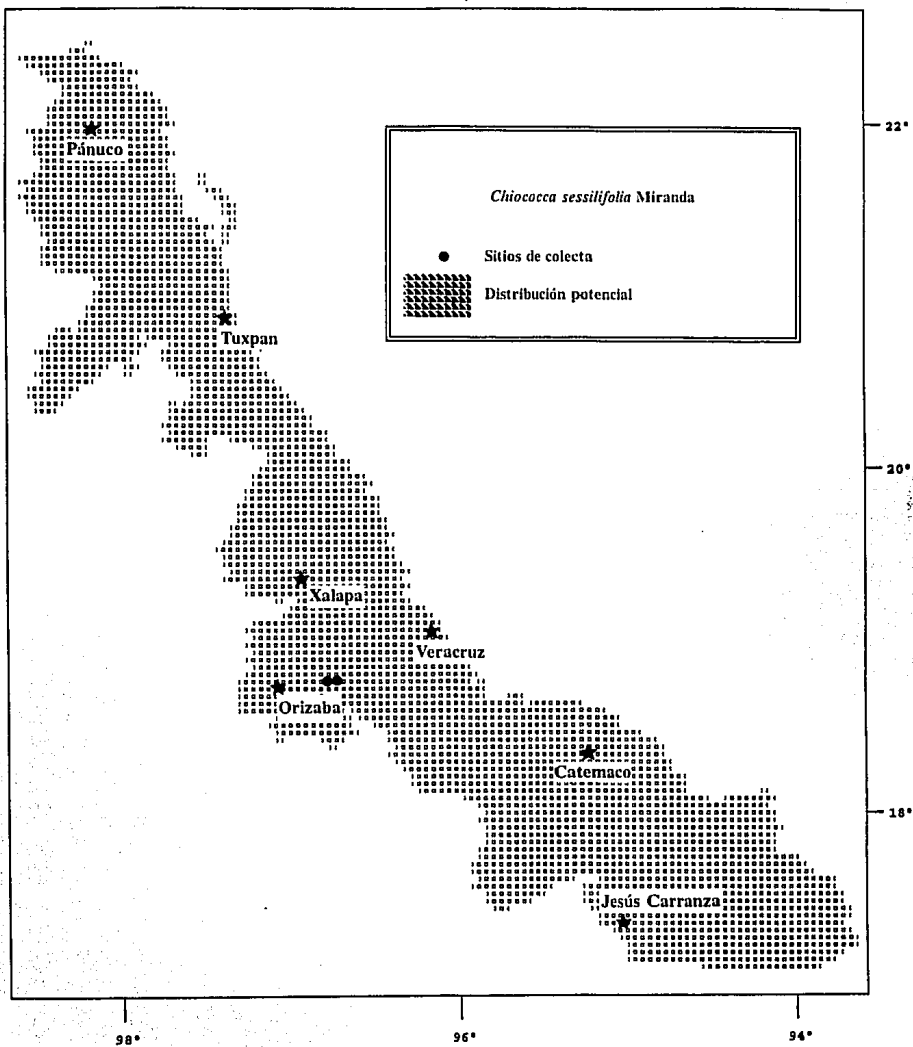 22°
Pánuco
Chiococca sessilifolia Miranda
Sitios de colecta
Distribución potencial
Tuxpan
20°
Xalapa
Veracruz
Orizaba
Catemaco
18°
Jesús Carranza
98°
96°
94°